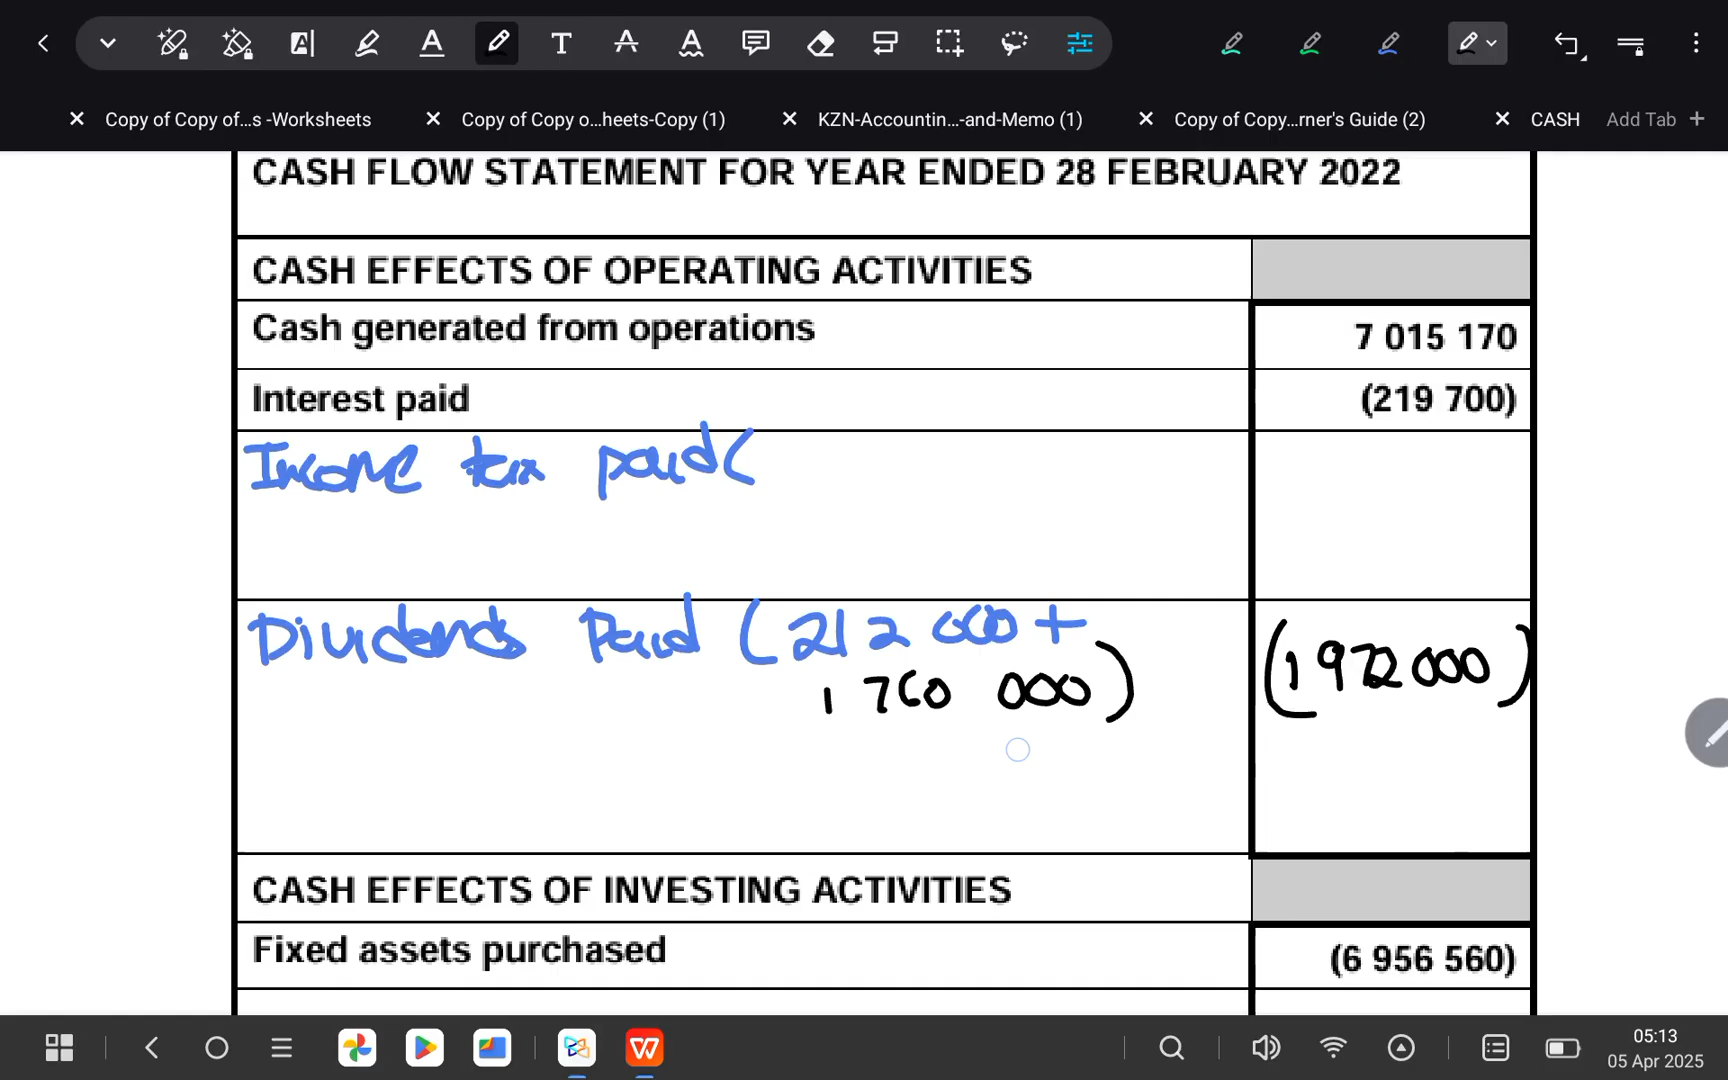 Copy of Copy of...s -Worksheets
Copy of Copy o...heets-Copy (1)
KZN-Accountin...-and-Memo (1)
Copy of Copy...rner's Guide (2)
CASH
Add Tab +
CASH FLOW STATEMENT FOR YEAR ENDED 28 FEBRUARY 2022
CASH EFFECTS OF OPERATING ACTIVITIES
Cash generated from operations 7 015 170
Interest paid (219 700)
Income tax paid (
Dividends Paid (212 000 +
1 760 000) (1 972 000)
CASH EFFECTS OF INVESTING ACTIVITIES
Fixed assets purchased (6 956 560)
05:13
05 Apr 2025